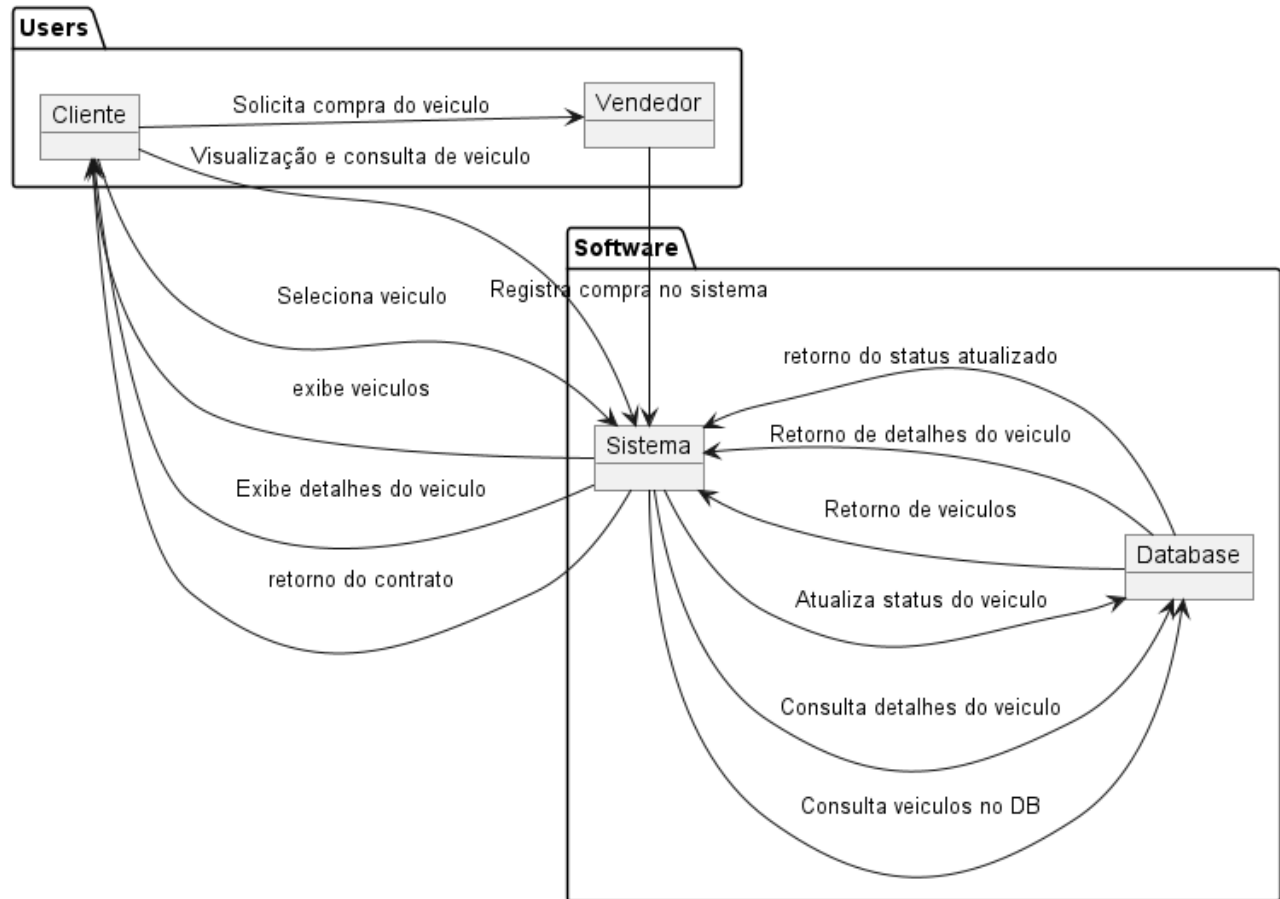 Users
Cliente
Solicita compra do veiculo
Vendedor
Visualização e consulta de veiculo
Software
Seleciona veiculo
Registra compra no sistema
retorno do status atualizado
exibe veiculos
Sistema
Retorno de detalhes do veiculo
Exibe detalhes do veiculo
Retorno de veiculos
Database
retorno do contrato
Atualiza status do veiculo
Consulta detalhes do veiculo
Consulta veiculos no DB